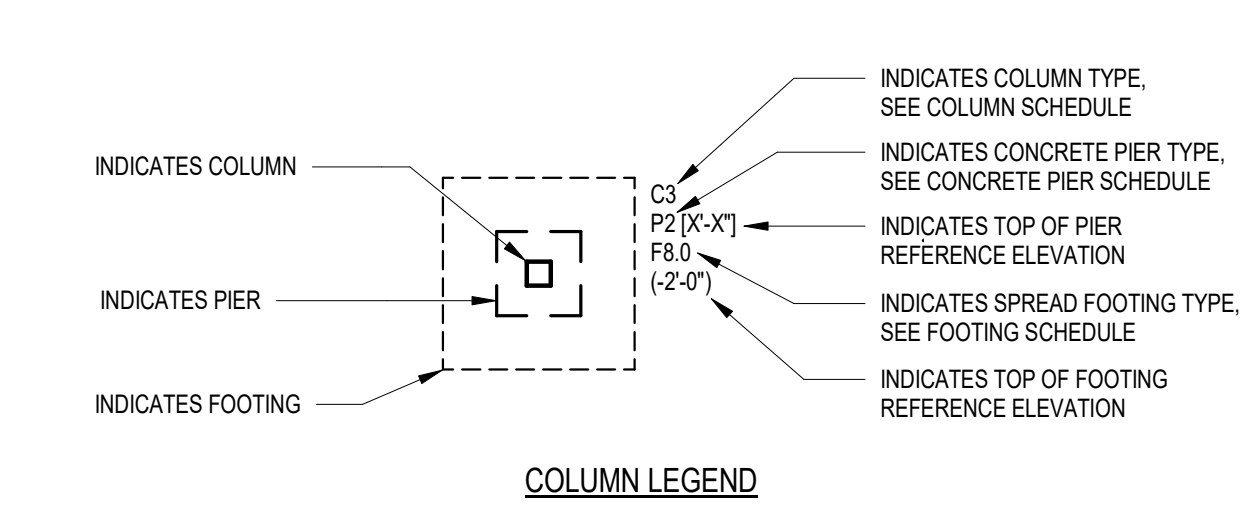 INDICATES COLUMN
INDICATES PIER
INDICATES FOOTING
C3
P2 [X'-X"]
F8.0
(-2'-0")
INDICATES COLUMN TYPE,
SEE COLUMN SCHEDULE
INDICATES CONCRETE PIER TYPE,
SEE CONCRETE PIER SCHEDULE
INDICATES TOP OF PIER
REFERENCE ELEVATION
INDICATES SPREAD FOOTING TYPE,
SEE FOOTING SCHEDULE
INDICATES TOP OF FOOTING
REFERENCE ELEVATION
COLUMN LEGEND